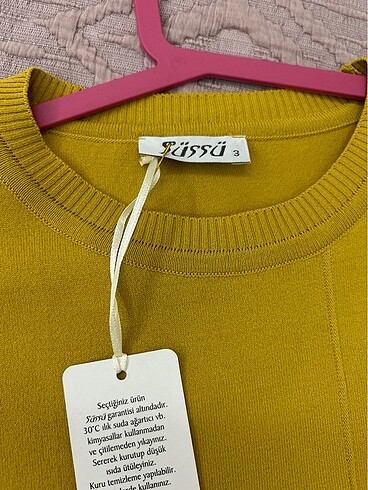 Süssü 3
Seçtiğiniz ürün
Süssü garantisi altındadır.
30°C ılık suda ağartıcı vb.
kimyasallar kullanmadan
ve çitilemeden yıkayınız.
Sererek kurutup düşük
ısıda ütüleyiniz.
Kuru temizleme yapılabilir.
kullanınız.